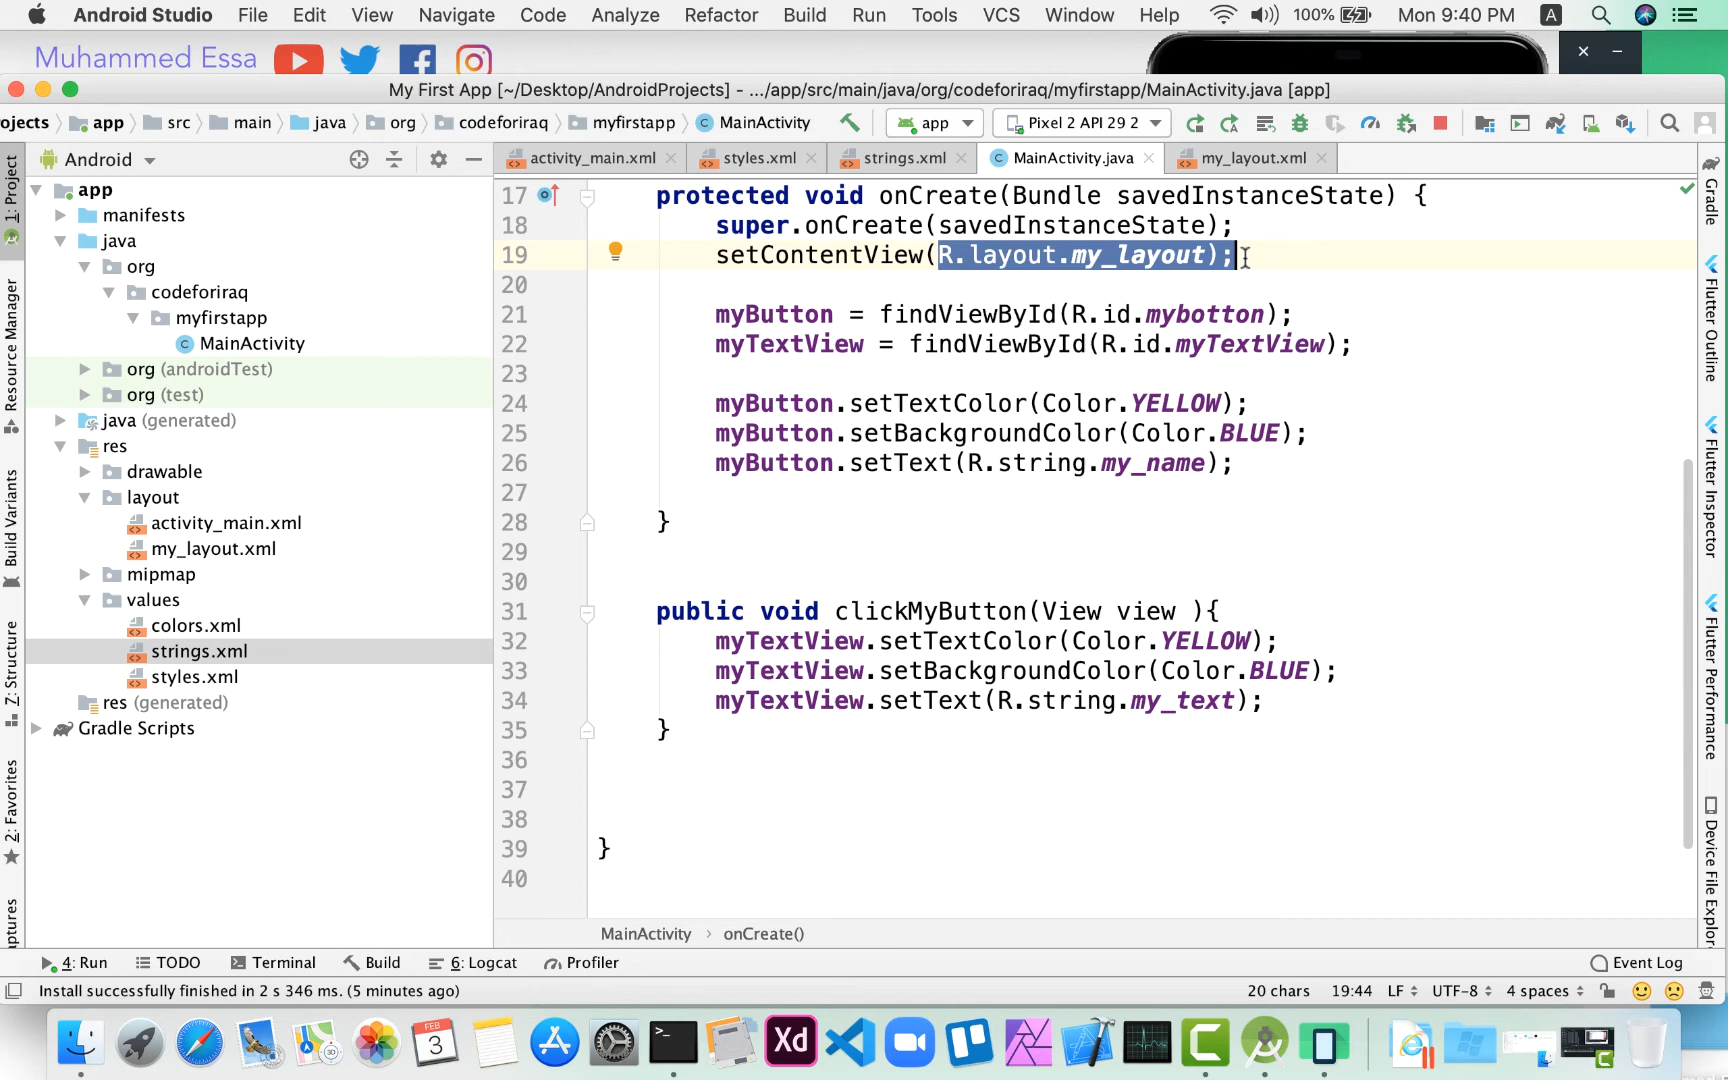 Android Studio File Edit View Navigate Code Analyze Refactor Build Run Tools VCS Window Help 100% Mon 9:40 PM A
Muhammed Essa
My First App [~/Desktop/AndroidProjects] - .../app/src/main/java/org/codeforiraq/myfirstapp/MainActivity.java [app]
ojects app src main java org codeforiraq myfirstapp MainActivity app Pixel 2 API 29 2
Android
activity_main.xml styles.xml strings.xml MainActivity.java my_layout.xml
app
manifests
java
org
codeforiraq
myfirstapp
MainActivity
org (androidTest)
org (test)
java (generated)
res
drawable
layout
activity_main.xml
my_layout.xml
mipmap
values
colors.xml
strings.xml
styles.xml
res (generated)
Gradle Scripts
1: Project
Resource Manager
Build Variants
7: Structure
2: Favorites
aptures
17 protected void onCreate(Bundle savedInstanceState) {
18 super.onCreate(savedInstanceState);
19 setContentView(R.layout.my_layout);
20
21 myButton = findViewById(R.id.mybotton);
22 myTextView = findViewById(R.id.myTextView);
23
24 myButton.setTextColor(Color.YELLOW);
25 myButton.setBackgroundColor(Color.BLUE);
26 myButton.setText(R.string.my_name);
27
28 }
29
30
31 public void clickMyButton(View view ){
32 myTextView.setTextColor(Color.YELLOW);
33 myTextView.setBackgroundColor(Color.BLUE);
34 myTextView.setText(R.string.my_text);
35 }
36
37
38
39 }
40
MainActivity › onCreate()
Gradle
Flutter Outline
Flutter Inspector
Flutter Performance
Device File Explor
4: Run TODO Terminal Build 6: Logcat Profiler Event Log
Install successfully finished in 2 s 346 ms. (5 minutes ago) 20 chars 19:44 LF UTF-8 4 spaces
FEB
3
Xd